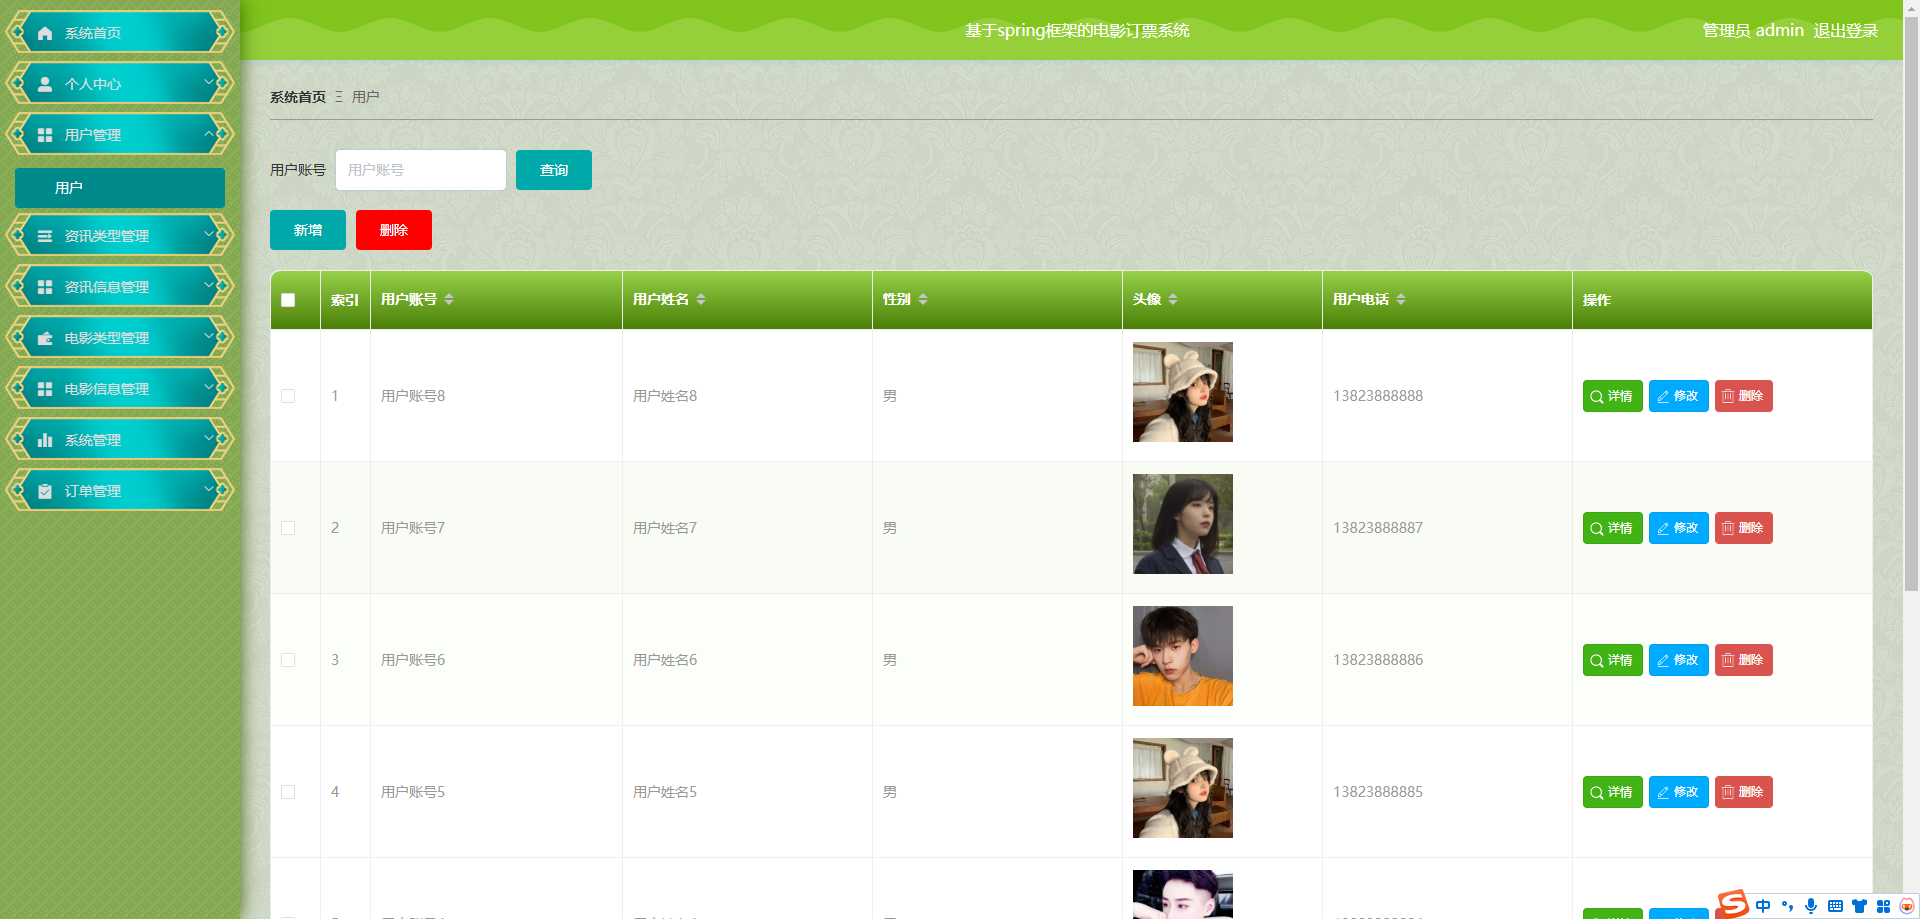 基于spring框架的电影订票系统
管理员 admin 退出登录
系统首页
个人中心
用户管理
用户
资讯类型管理
资讯信息管理
电影类型管理
电影信息管理
系统管理
订单管理
系统首页 Ξ 用户
用户账号 用户账号 查询
新增 删除
索引 用户账号 用户姓名 性别 头像 用户电话 操作
1 用户账号8 用户姓名8 男 13823888888 详情 修改 删除
2 用户账号7 用户姓名7 男 13823888887 详情 修改 删除
3 用户账号6 用户姓名6 男 13823888886 详情 修改 删除
4 用户账号5 用户姓名5 男 13823888885 详情 修改 删除
中